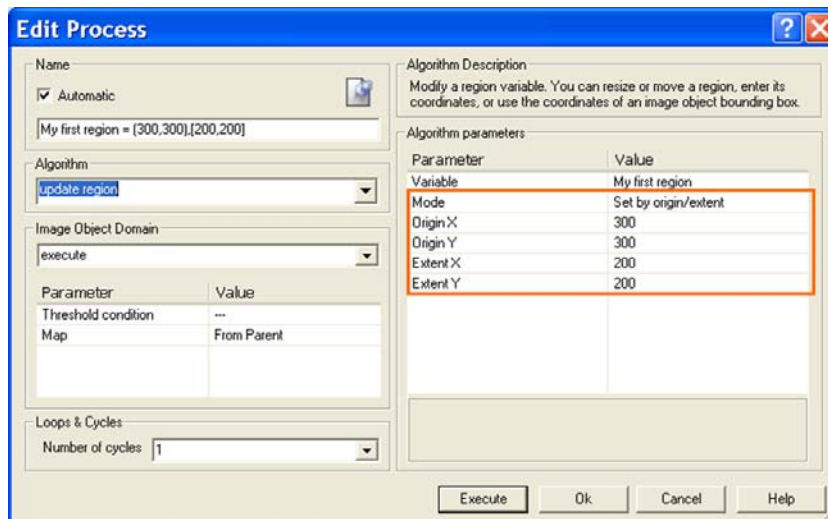 Edit Process
Name
Automatic
My first region = (300,300),[200,200]
Algorithm
update region
Image Object Domain
execute
Parameter Value
Threshold condition ---
Map From Parent
Loops & Cycles
Number of cycles 1
Algorithm Description
Modify a region variable. You can resize or move a region, enter its
coordinates, or use the coordinates of an image object bounding box.
Algorithm parameters
Parameter Value
Variable My first region
Mode Set by origin/extent
Origin X 300
Origin Y 300
Extent X 200
Extent Y 200
Execute Ok Cancel Help